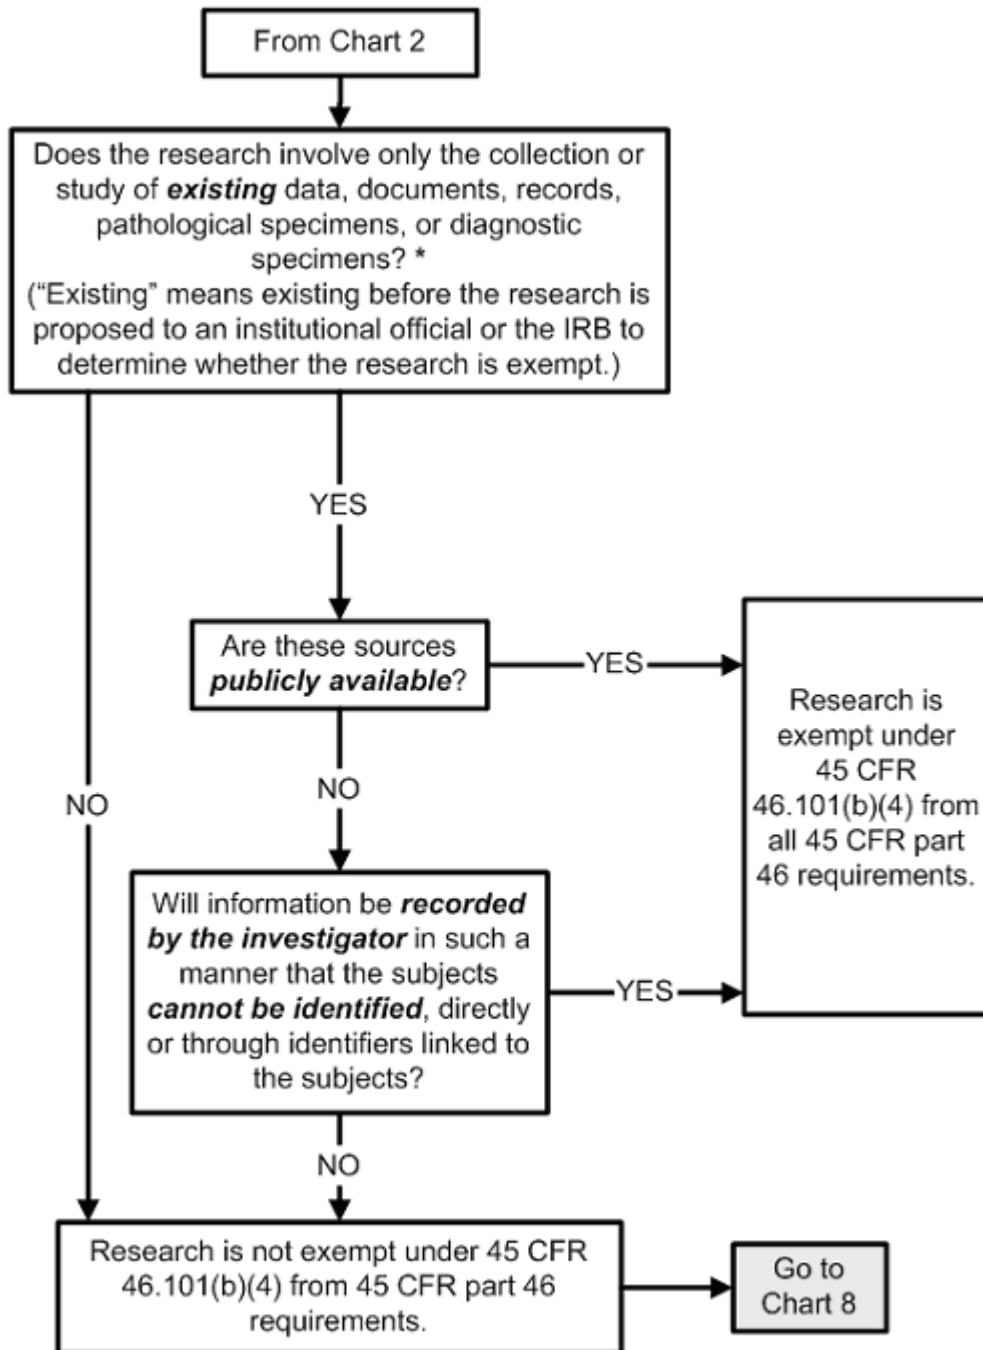 From Chart 2
Does the research involve only the collection or
study of existing data, documents, records,
pathological specimens, or diagnostic
specimens? *
(“Existing” means existing before the research is
proposed to an institutional official or the IRB to
determine whether the research is exempt.)
YES
Are these sources
publicly available?
YES
Research is
exempt under
45 CFR
46.101(b)(4) from
all 45 CFR part
46 requirements.
NO
NO
Will information be recorded
by the investigator in such a
manner that the subjects
cannot be identified, directly
or through identifiers linked to
the subjects?
YES
NO
Research is not exempt under 45 CFR
46.101(b)(4) from 45 CFR part 46
requirements.
Go to
Chart 8